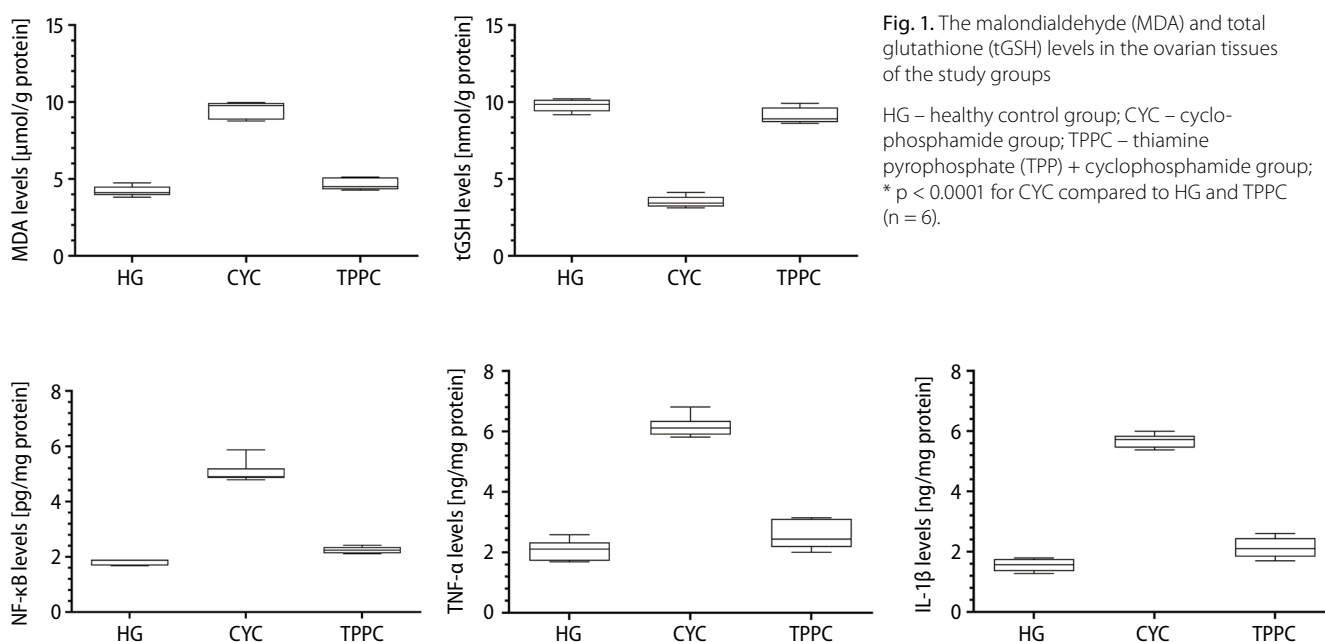 MDA levels [µmol/g protein]
15
10
5
0
HG CYC TPPC
tGSH levels [nmol/g protein]
15
10
5
0
HG CYC TPPC
Fig. 1. The malondialdehyde (MDA) and total
glutathione (tGSH) levels in the ovarian tissues
of the study groups
HG – healthy control group; CYC – cyclo-
phosphamide group; TPPC – thiamine
pyrophosphate (TPP) + cyclophosphamide group;
* p < 0.0001 for CYC compared to HG and TPPC
(n = 6).
NF-κB levels [pg/mg protein]
8
6
4
2
0
HG CYC TPPC
TNF-α levels [ng/mg protein]
8
6
4
2
0
HG CYC TPPC
IL-1β levels [ng/mg protein]
8
6
4
2
0
HG CYC TPPC